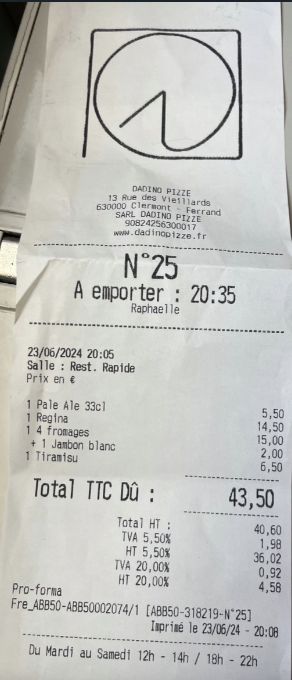 DADINO PIZZE
13 Rue des Vieillards
630000 Clermont - Ferrand
SARL DADINO PIZZE
90824256300017
www.dadinopizze.fr
N°25
A emporter : 20:35
Raphaelle
23/06/2024 20:05
Salle : Rest. Rapide
Prix en €
1 Pale Ale 33cl 5,50
1 Regina 14,50
1 4 fromages 15,00
+ 1 Jambon blanc 2,00
1 Tiramisu 6,50
Total TTC Dû : 43,50
Total HT : 40,60
TVA 5,50% 1,98
HT 5,50% 36,02
TVA 20,00% 0,92
HT 20,00% 4,58
Pro-forma
Fre_ABB50-ABB50002074/1 [ABB50-318219-N°25]
Imprimé le 23/06/24 - 20:08
Du Mardi au Samedi 12h - 14h / 18h - 22h